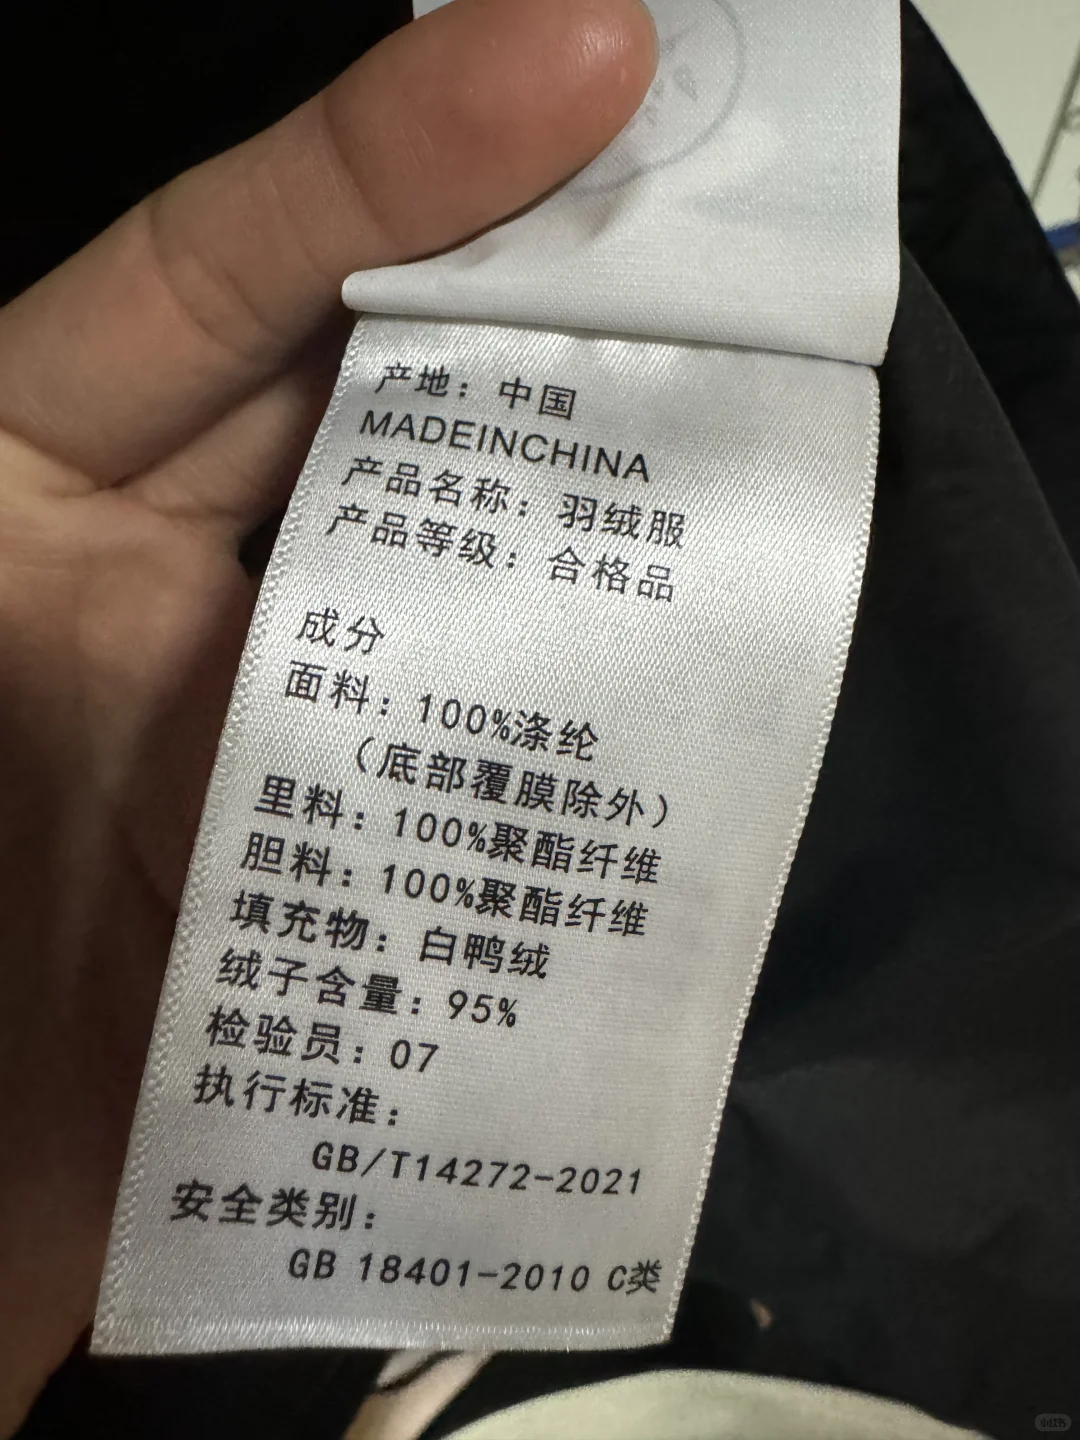 产地：中国
MADEINCHINA
产品名称：羽绒服
产品等级：合格品
成分
面料：100%涤纶
（底部覆膜除外）
里料：100%聚酯纤维
胆料：100%聚酯纤维
填充物：白鸭绒
绒子含量：95%
检验员：07
执行标准：
GB/T14272-2021
安全类别：
GB 18401-2010 C类
小红书